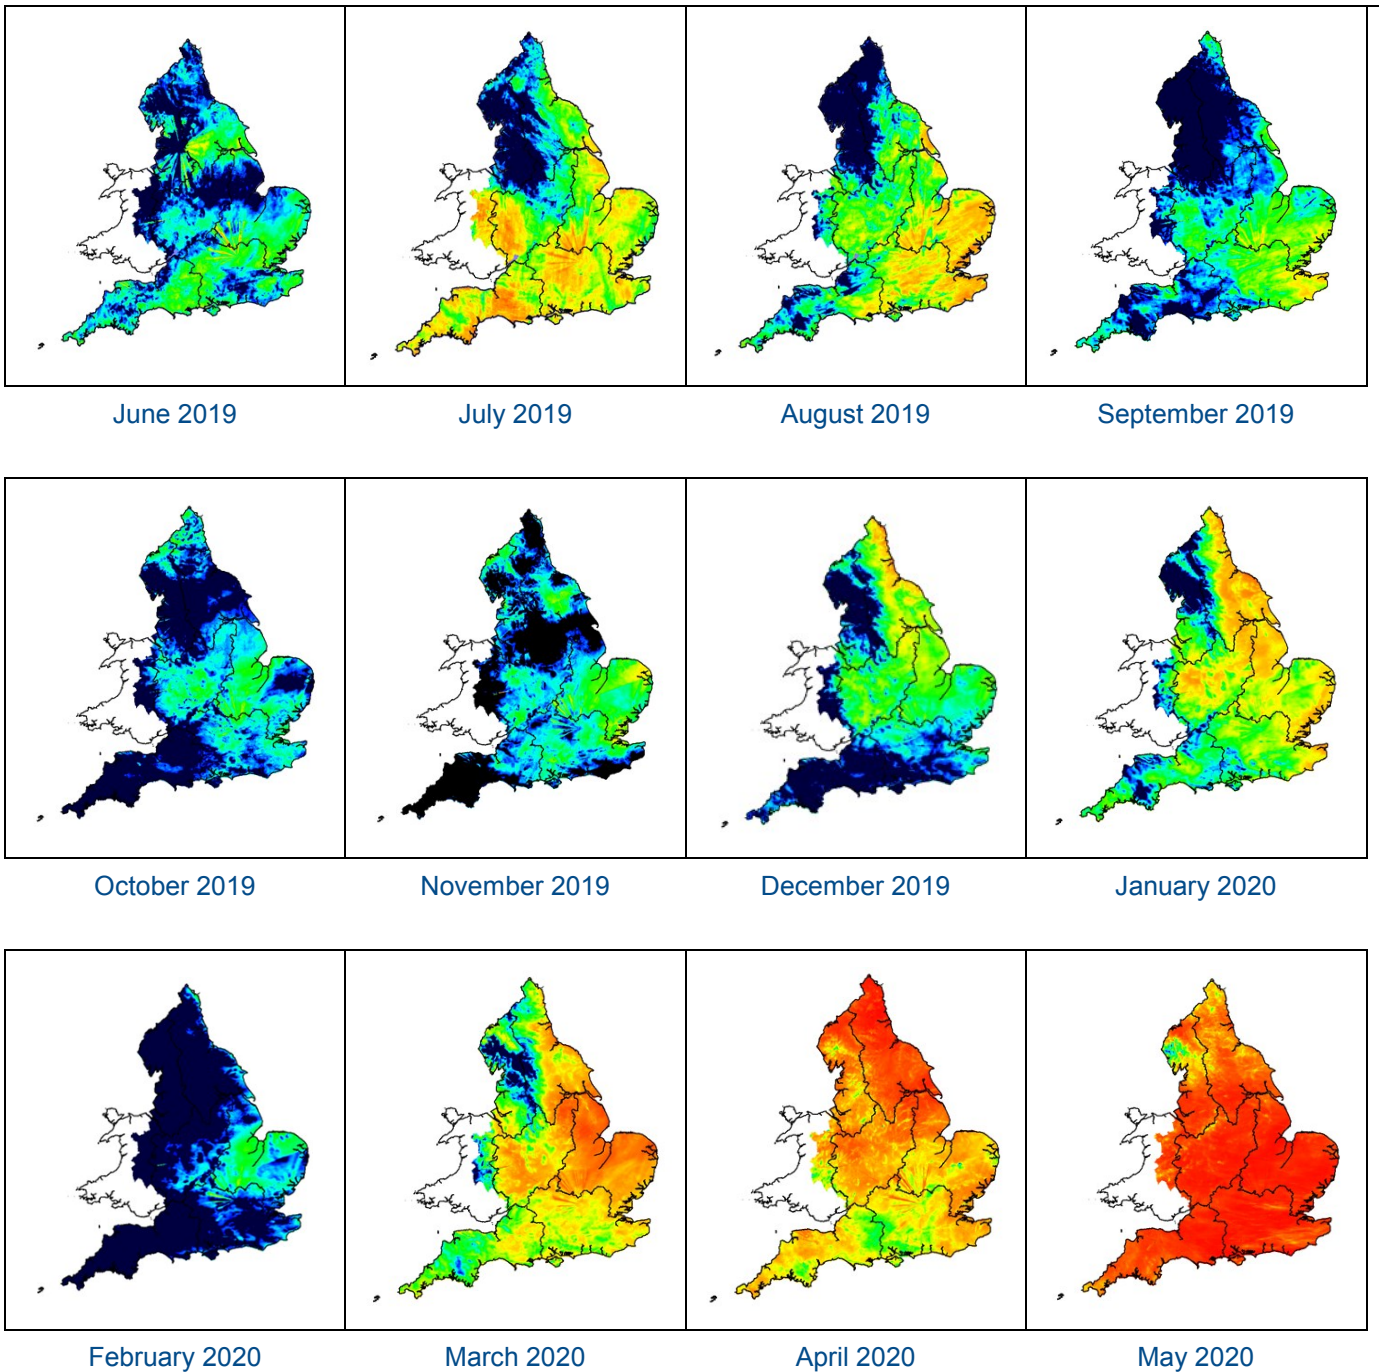 June 2019
July 2019
August 2019
September 2019
October 2019
November 2019
December 2019
January 2020
February 2020
March 2020
April 2020
May 2020